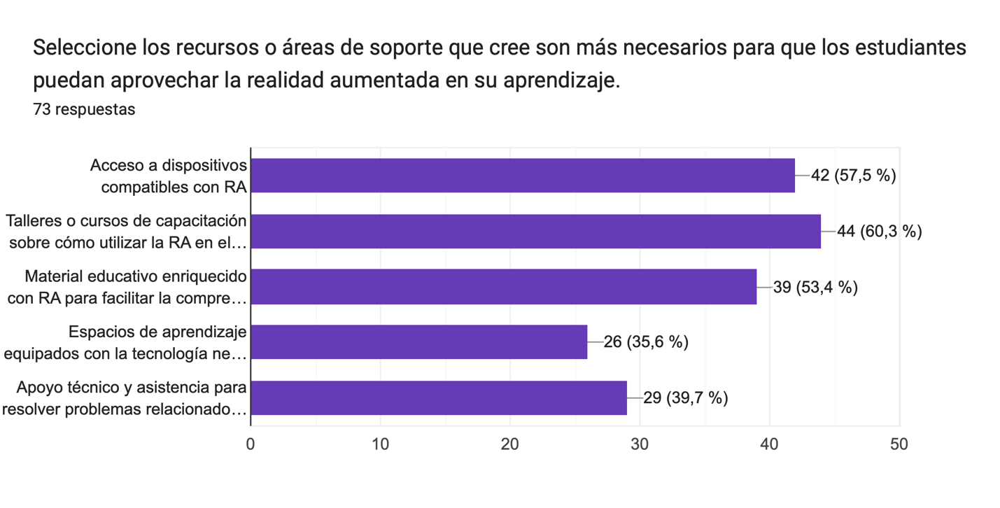 Seleccione los recursos o áreas de soporte que cree son más necesarios para que los estudiantes
puedan aprovechar la realidad aumentada en su aprendizaje.
73 respuestas
Acceso a dispositivos
compatibles con RA
42 (57,5 %)
Talleres o cursos de capacitación
sobre cómo utilizar la RA en el…
44 (60,3 %)
Material educativo enriquecido
con RA para facilitar la compre…
39 (53,4 %)
Espacios de aprendizaje
equipados con la tecnología ne…
26 (35,6 %)
Apoyo técnico y asistencia para
resolver problemas relacionado…
29 (39,7 %)
0 10 20 30 40 50